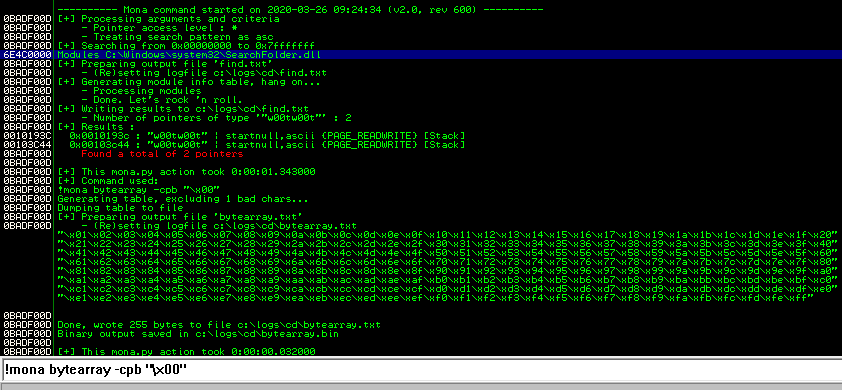 ---------- Mona command started on 2020-03-26 09:24:34 (v2.0, rev 600) ----------
0BADF00D [+] Processing arguments and criteria
0BADF00D - Pointer access level : *
0BADF00D - Treating search pattern as asc
0BADF00D [+] Searching from 0x00000000 to 0x7fffffff
6E4C0000 Modules C:\Windows\system32\SearchFolder.dll
0BADF00D [+] Preparing output file 'find.txt'
0BADF00D - (Re)setting logfile c:\logs\cd\find.txt
0BADF00D [+] Generating module info table, hang on...
0BADF00D - Processing modules
0BADF00D - Done. Let's rock 'n roll.
0BADF00D [+] Writing results to c:\logs\cd\find.txt
0BADF00D - Number of pointers of type '"w00tw00t"' : 2
0BADF00D [+] Results :
0010193C 0x0010193c : "w00tw00t" | startnull,ascii {PAGE_READWRITE} [Stack]
00103C44 0x00103c44 : "w00tw00t" | startnull,ascii {PAGE_READWRITE} [Stack]
0BADF00D Found a total of 2 pointers
0BADF00D
0BADF00D [+] This mona.py action took 0:00:01.343000
0BADF00D [+] Command used:
0BADF00D !mona bytearray -cpb "\x00"
0BADF00D Generating table, excluding 1 bad chars...
0BADF00D Dumping table to file
0BADF00D [+] Preparing output file 'bytearray.txt'
0BADF00D - (Re)setting logfile c:\logs\cd\bytearray.txt
"\x01\x02\x03\x04\x05\x06\x07\x08\x09\x0a\x0b\x0c\x0d\x0e\x0f\x10\x11\x12\x13\x14\x15\x16\x17\x18\x19\x1a\x1b\x1c\x1d\x1e\x1f\x20"
"\x21\x22\x23\x24\x25\x26\x27\x28\x29\x2a\x2b\x2c\x2d\x2e\x2f\x30\x31\x32\x33\x34\x35\x36\x37\x38\x39\x3a\x3b\x3c\x3d\x3e\x3f\x40"
"\x41\x42\x43\x44\x45\x46\x47\x48\x49\x4a\x4b\x4c\x4d\x4e\x4f\x50\x51\x52\x53\x54\x55\x56\x57\x58\x59\x5a\x5b\x5c\x5d\x5e\x5f\x60"
"\x61\x62\x63\x64\x65\x66\x67\x68\x69\x6a\x6b\x6c\x6d\x6e\x6f\x70\x71\x72\x73\x74\x75\x76\x77\x78\x79\x7a\x7b\x7c\x7d\x7e\x7f\x80"
"\x81\x82\x83\x84\x85\x86\x87\x88\x89\x8a\x8b\x8c\x8d\x8e\x8f\x90\x91\x92\x93\x94\x95\x96\x97\x98\x99\x9a\x9b\x9c\x9d\x9e\x9f\xa0"
"\xa1\xa2\xa3\xa4\xa5\xa6\xa7\xa8\xa9\xaa\xab\xac\xad\xae\xaf\xb0\xb1\xb2\xb3\xb4\xb5\xb6\xb7\xb8\xb9\xba\xbb\xbc\xbd\xbe\xbf\xc0"
"\xc1\xc2\xc3\xc4\xc5\xc6\xc7\xc8\xc9\xca\xcb\xcc\xcd\xce\xcf\xd0\xd1\xd2\xd3\xd4\xd5\xd6\xd7\xd8\xd9\xda\xdb\xdc\xdd\xde\xdf\xe0"
"\xe1\xe2\xe3\xe4\xe5\xe6\xe7\xe8\xe9\xea\xeb\xec\xed\xee\xef\xf0\xf1\xf2\xf3\xf4\xf5\xf6\xf7\xf8\xf9\xfa\xfb\xfc\xfd\xfe\xff"
0BADF00D
0BADF00D Done, wrote 255 bytes to file c:\logs\cd\bytearray.txt
0BADF00D Binary output saved in c:\logs\cd\bytearray.bin
0BADF00D
0BADF00D [+] This mona.py action took 0:00:00.032000
!mona bytearray -cpb "\x00"